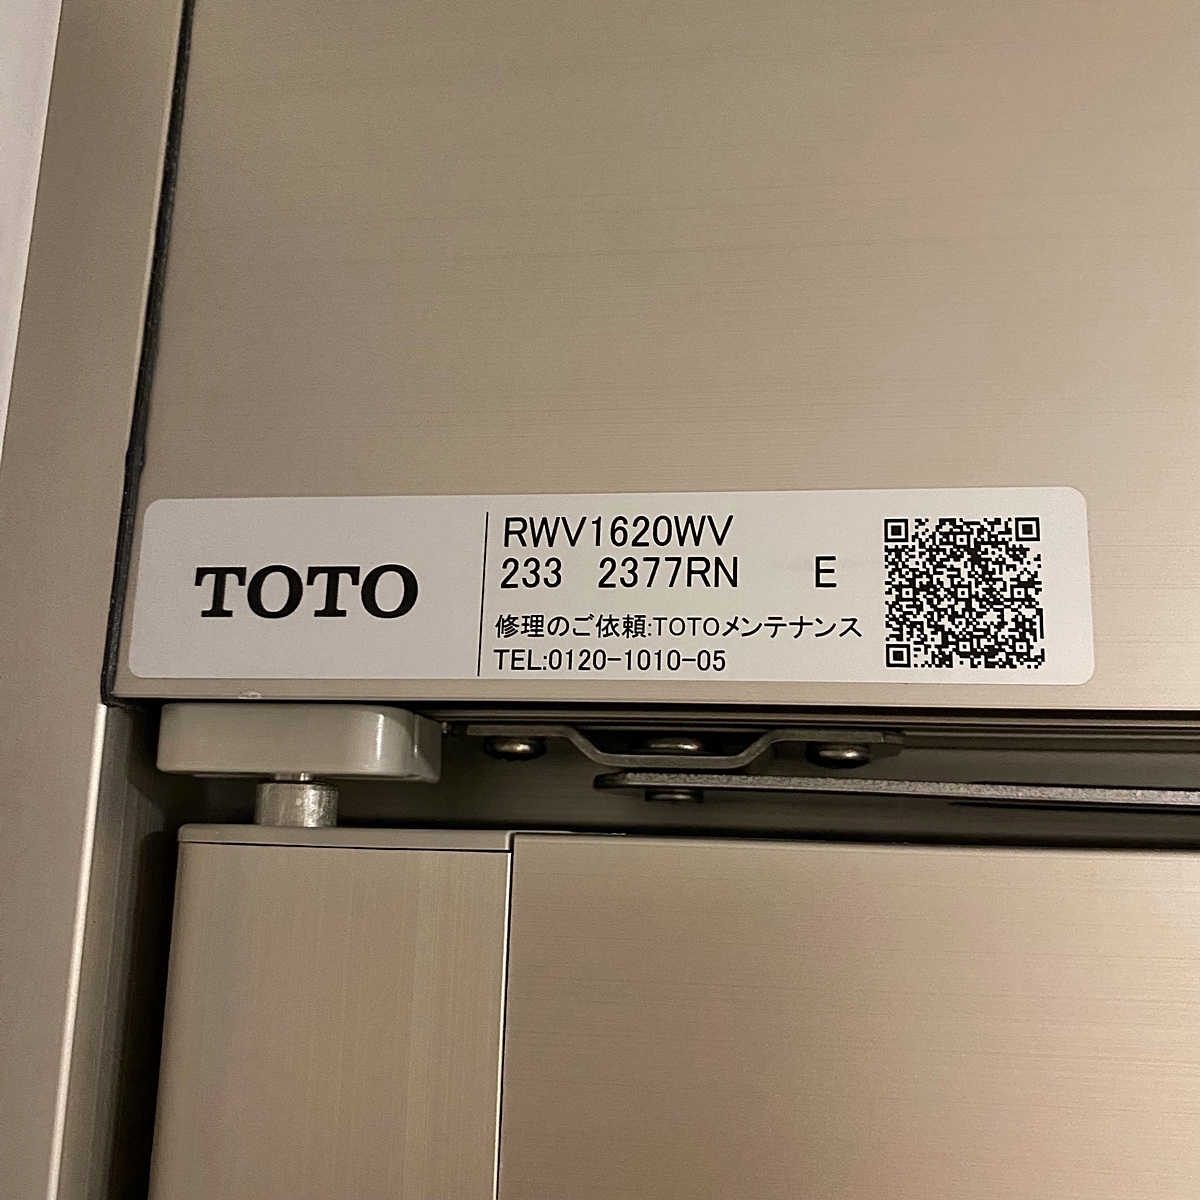 TOTO
RWV1620WV
233 2377RN E
修理のご依頼:TOTOメンテナンス
TEL:0120-1010-05